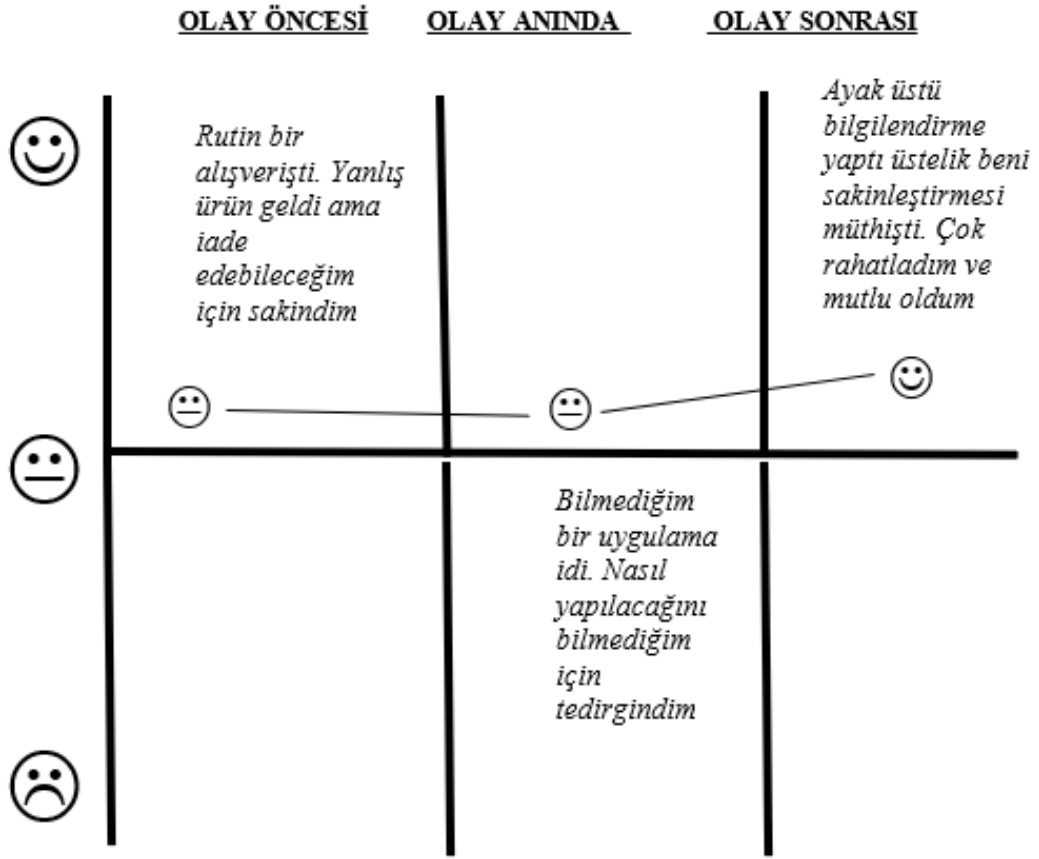 OLAY ÖNCESİ
OLAY ANINDA
OLAY SONRASI
Rutin bir
alışverişti. Yanlış
ürün geldi ama
iade
edebileceğim
için sakindim
Bilmediğim
bir uygulama
idi. Nasıl
yapılacağını
bilmediğim
için
tedirgindim
Ayak üstü
bilgilendirme
yaptı üstelik beni
sakinleştirmesi
müthişti. Çok
rahatladım ve
mutlu oldum